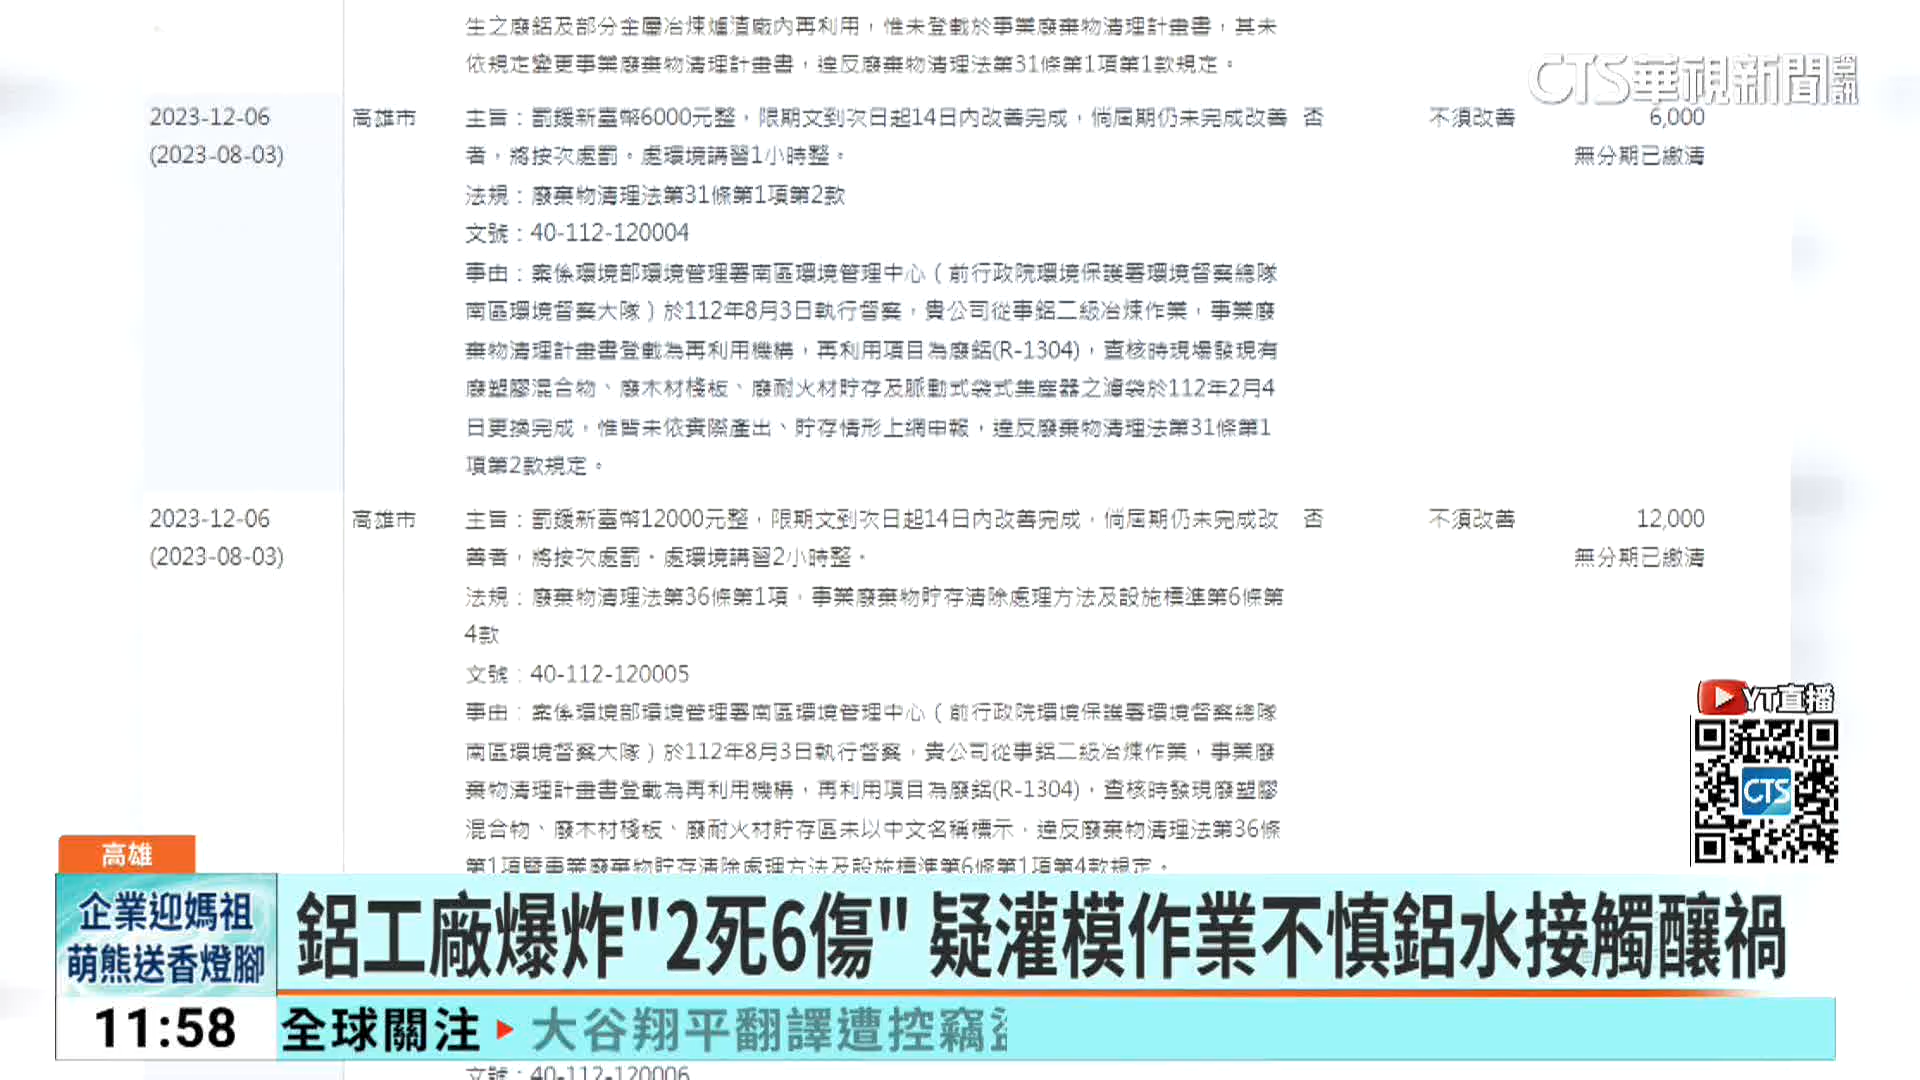 生之廢鋁及部分金屬冶煉爐渣廠內再利用，惟未登載於事業廢棄物清理計畫書，其未
依規定變更事業廢棄物清理計畫書，違反廢棄物清理法第31條第1項第1款規定。
CTS華視新聞資訊
2023-12-06
(2023-08-03)
高雄市
主旨：罰鍰新臺幣6000元整，限期文到次日起14日內改善完成，倘屆期仍未完成改善
者，將按次處罰。處環境講習1小時整。
法規：廢棄物清理法第31條第1項第2款
文號：40-112-120004
事由：案係環境部環境管理署南區環境管理中心（前行政院環境保護署環境督察總隊
南區環境督察大隊）於112年8月3日執行督察，貴公司從事鋁二級冶煉作業，事業廢
棄物清理計畫書登載為再利用機構，再利用項目為廢鋁(R-1304)，查核時現場發現有
廢塑膠混合物、廢木材棧板、廢耐火材貯存及脈動式袋式集塵器之濾袋於112年2月4
日更換完成，惟皆未依實際產出、貯存情形上網申報，違反廢棄物清理法第31條第1
項第2款規定。
否
不須改善
6,000
無分期已繳清
2023-12-06
(2023-08-03)
高雄市
主旨：罰鍰新臺幣12000元整，限期文到次日起14日內改善完成，倘屆期仍未完成改
善者，將按次處罰。處環境講習2小時整。
法規：廢棄物清理法第36條第1項，事業廢棄物貯存清除處理方法及設施標準第6條第
4款
文號：40-112-120005
事由：案係環境部環境管理署南區環境管理中心（前行政院環境保護署環境督察總隊
南區環境督察大隊）於112年8月3日執行督察，貴公司從事鋁二級冶煉作業，事業廢
棄物清理計畫書登載為再利用機構，再利用項目為廢鋁(R-1304)，查核時發現廢塑膠
混合物、廢木材棧板、廢耐火材貯存區未以中文名稱標示，違反廢棄物清理法第36條
第1項暨事業廢棄物貯存清除處理方法及設施標準第6條第1項第4款規定。
否
不須改善
12,000
無分期已繳清
YT直播
CTS
高雄
企業迎媽祖
萌熊送香燈腳
鋁工廠爆炸"2死6傷" 疑灌模作業不慎鋁水接觸釀禍
11:58
全球關注
大谷翔平翻譯遭控竊
文號：40-112-120006